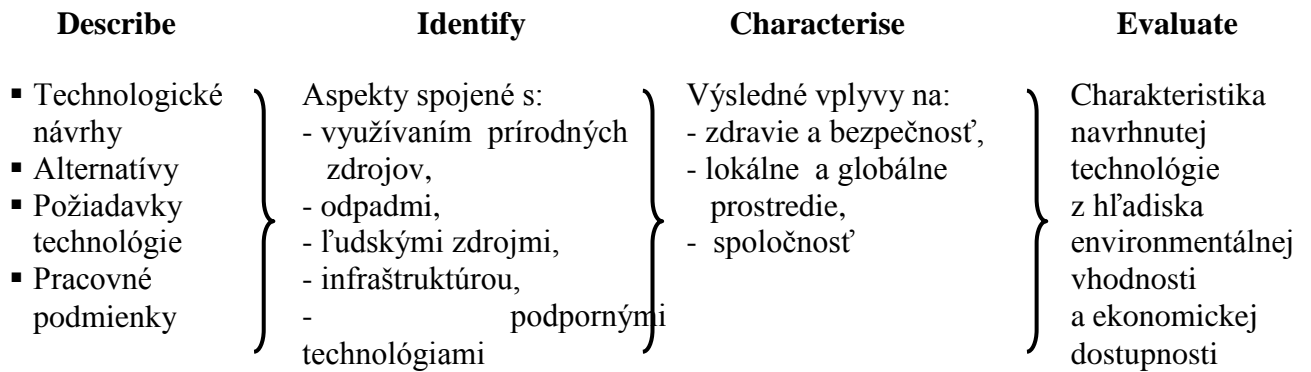 Describe
Identify
Characterise
Evaluate
▪ Technologické
návrhy
▪ Alternatívy
▪ Požiadavky
technológie
▪ Pracovné
podmienky
Aspekty spojené s:
- využívaním prírodných
zdrojov,
- odpadmi,
- ľudskými zdrojmi,
- infraštruktúrou,
- podpornými
technológiami
Výsledné vplyvy na:
- zdravie a bezpečnosť,
- lokálne a globálne
prostredie,
- spoločnosť
Charakteristika
navrhnutej
technológie
z hľadiska
environmentálnej
vhodnosti
a ekonomickej
dostupnosti